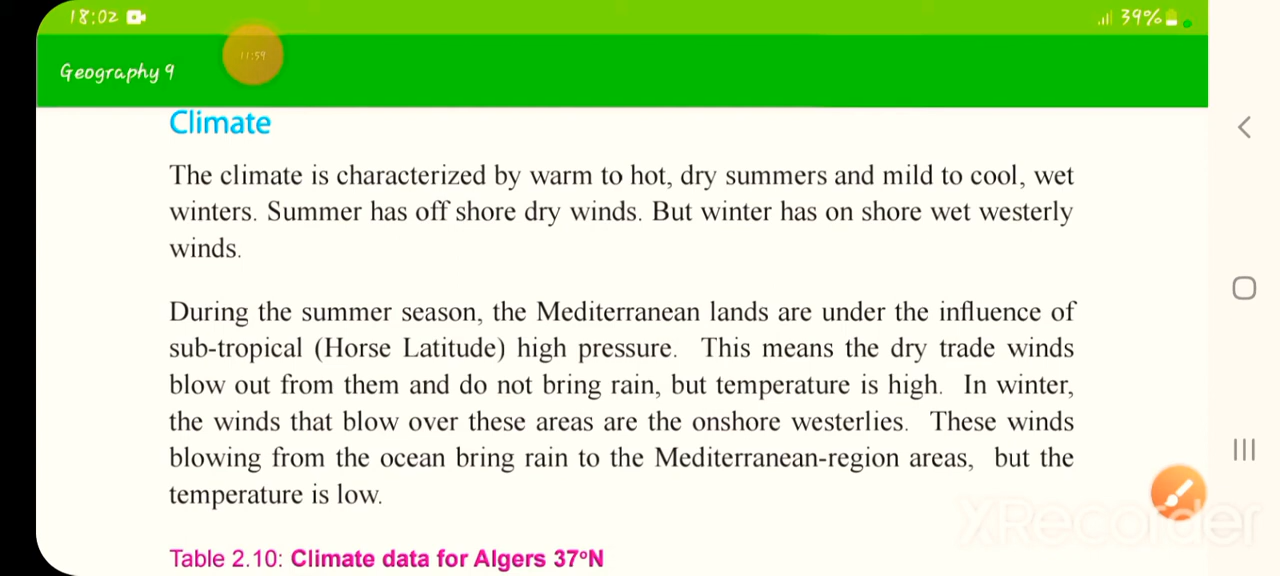 18:02
39%
11:59
Geography 9
Climate
The climate is characterized by warm to hot, dry summers and mild to cool, wet
winters. Summer has off shore dry winds. But winter has on shore wet westerly
winds.
During the summer season, the Mediterranean lands are under the influence of
sub-tropical (Horse Latitude) high pressure. This means the dry trade winds
blow out from them and do not bring rain, but temperature is high. In winter,
the winds that blow over these areas are the onshore westerlies. These winds
blowing from the ocean bring rain to the Mediterranean-region areas, but the
temperature is low.
XRecorder
Table 2.10: Climate data for Algers 37ºN